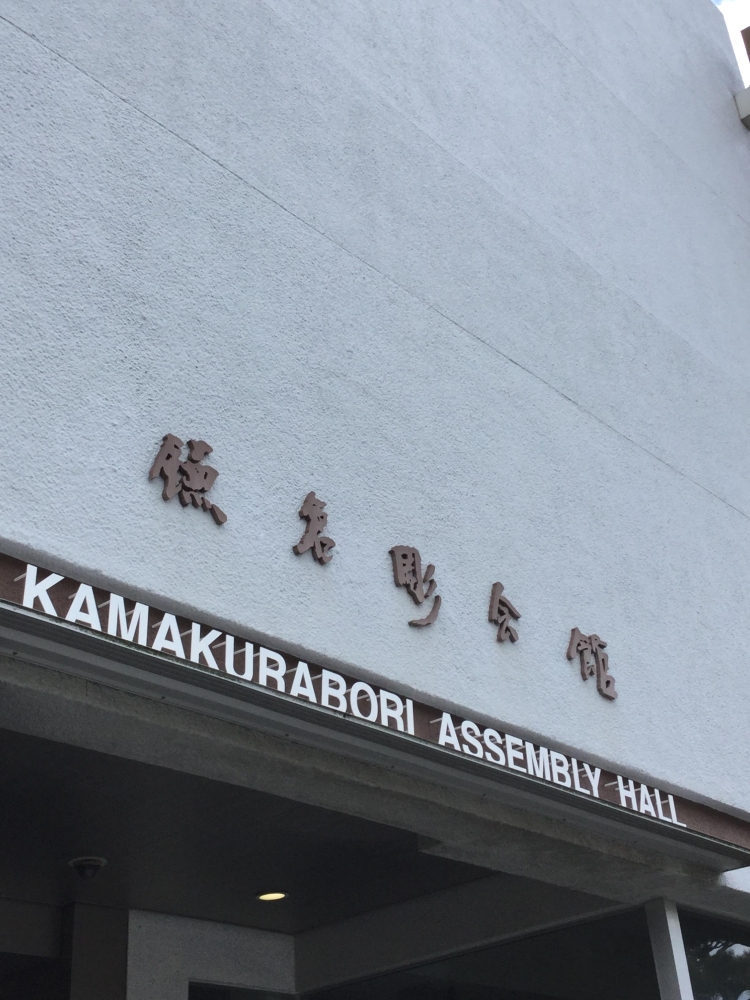 鎌倉彫会館
KAMAKURABORI ASSEMBLY HALL